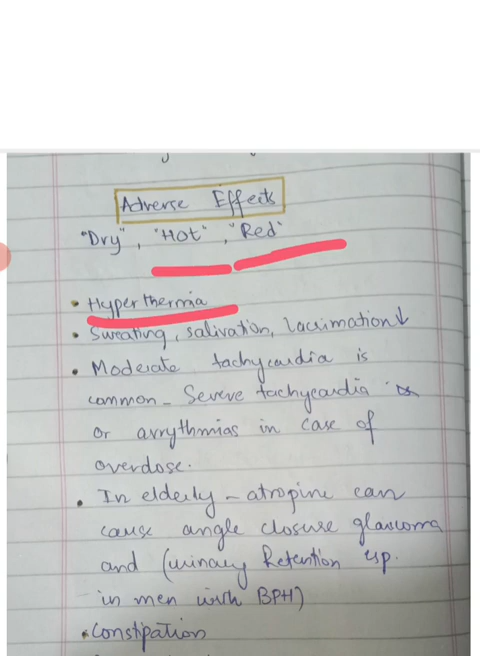 Adverse Effects
"Dry", "Hot", "Red"
• Hyperthermia
• Sweating, salivation, lacrimation↓
• Moderate tachycardia is
common - Severe tachycardia
or arrythmias in case of
overdose.
• In elderly - atropine can
cause angle closure glaucoma
and (urinary Retention esp.
in men with BPH)
• Constipation